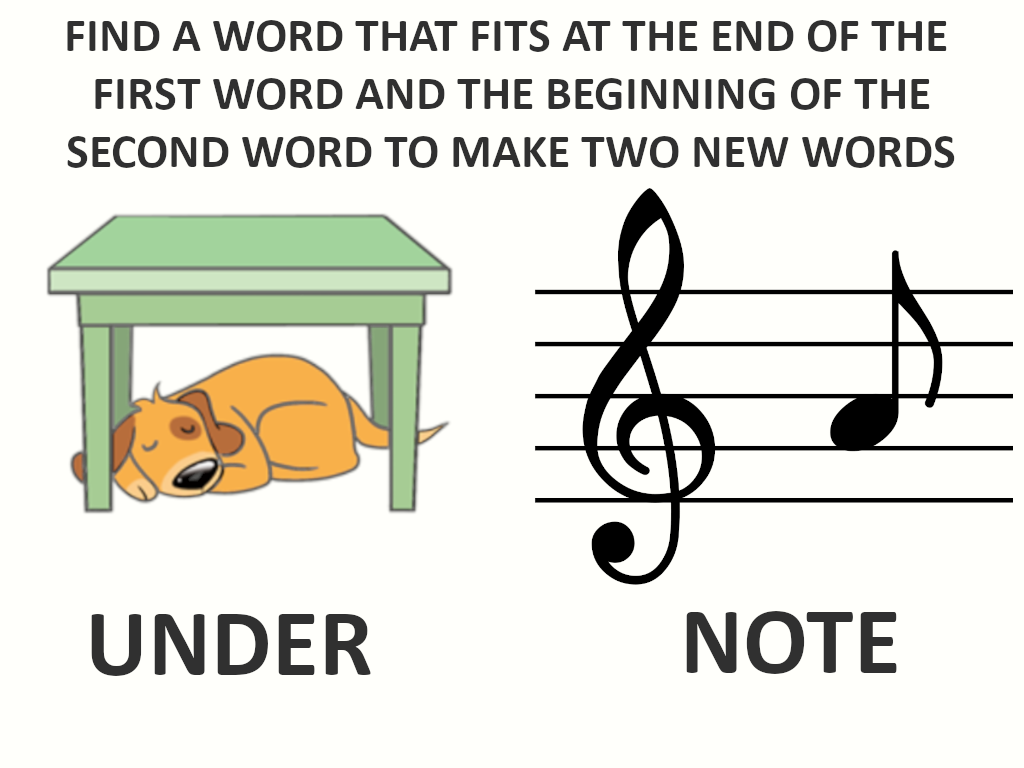 FIND A WORD THAT FITS AT THE END OF THE
FIRST WORD AND THE BEGINNING OF THE
SECOND WORD TO MAKE TWO NEW WORDS
UNDER
NOTE